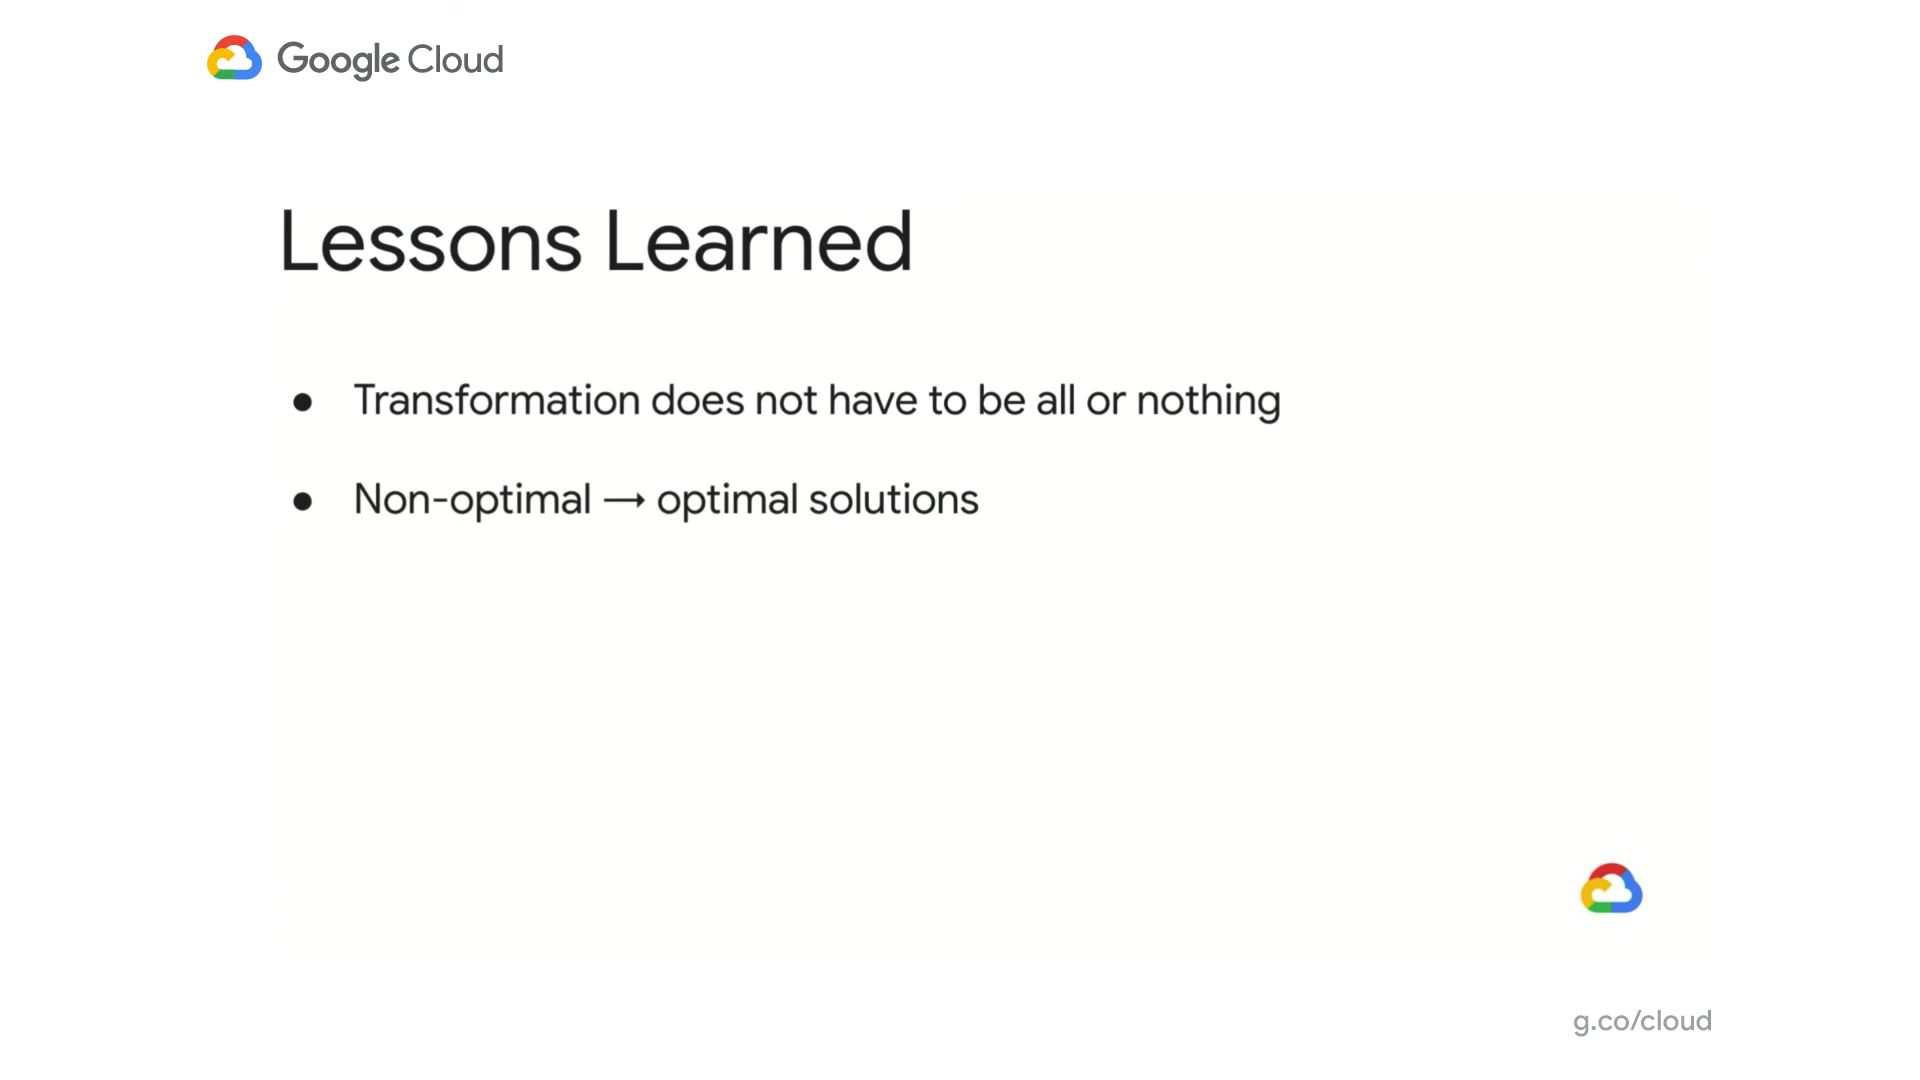 Google Cloud
Lessons Learned
● Transformation does not have to be all or nothing
● Non-optimal → optimal solutions
g.co/cloud